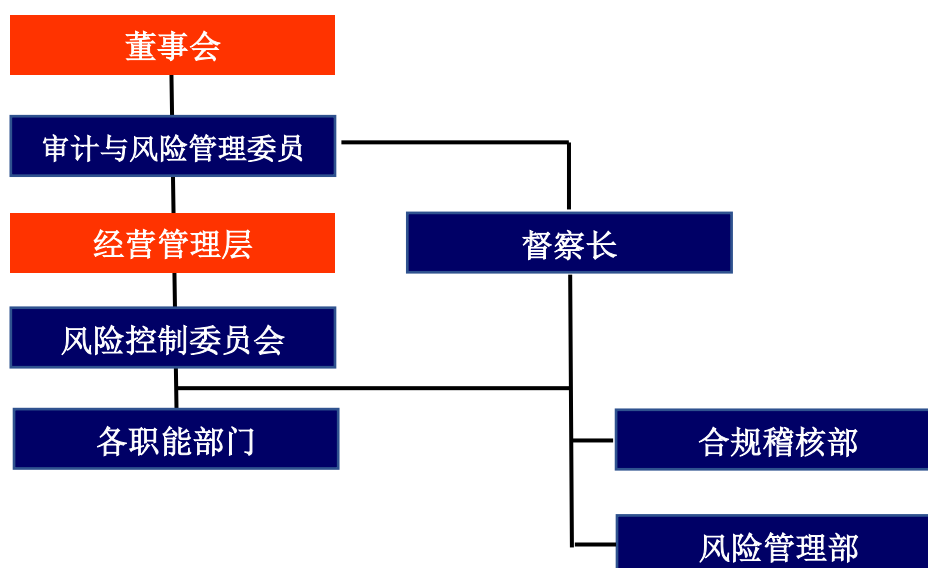 董事会
审计与风险管理委员
经营管理层
督察长
风险控制委员会
各职能部门
合规稽核部
风险管理部